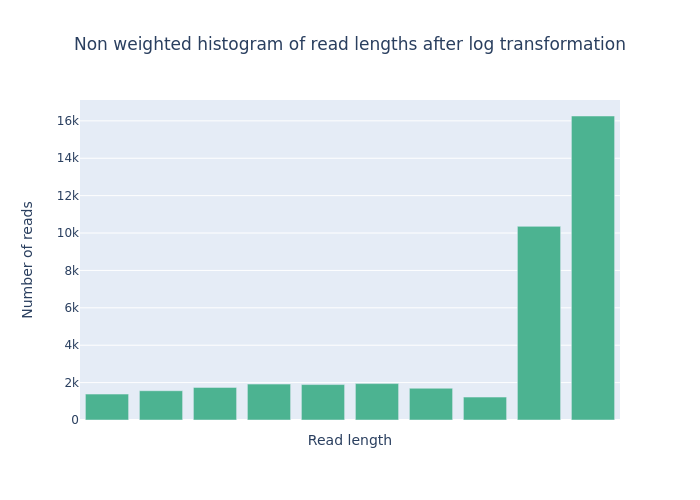 Non weighted histogram of read lengths after log transformation
16k
14k
12k
10k
8k
6k
4k
2k
0
Number of reads
Read length